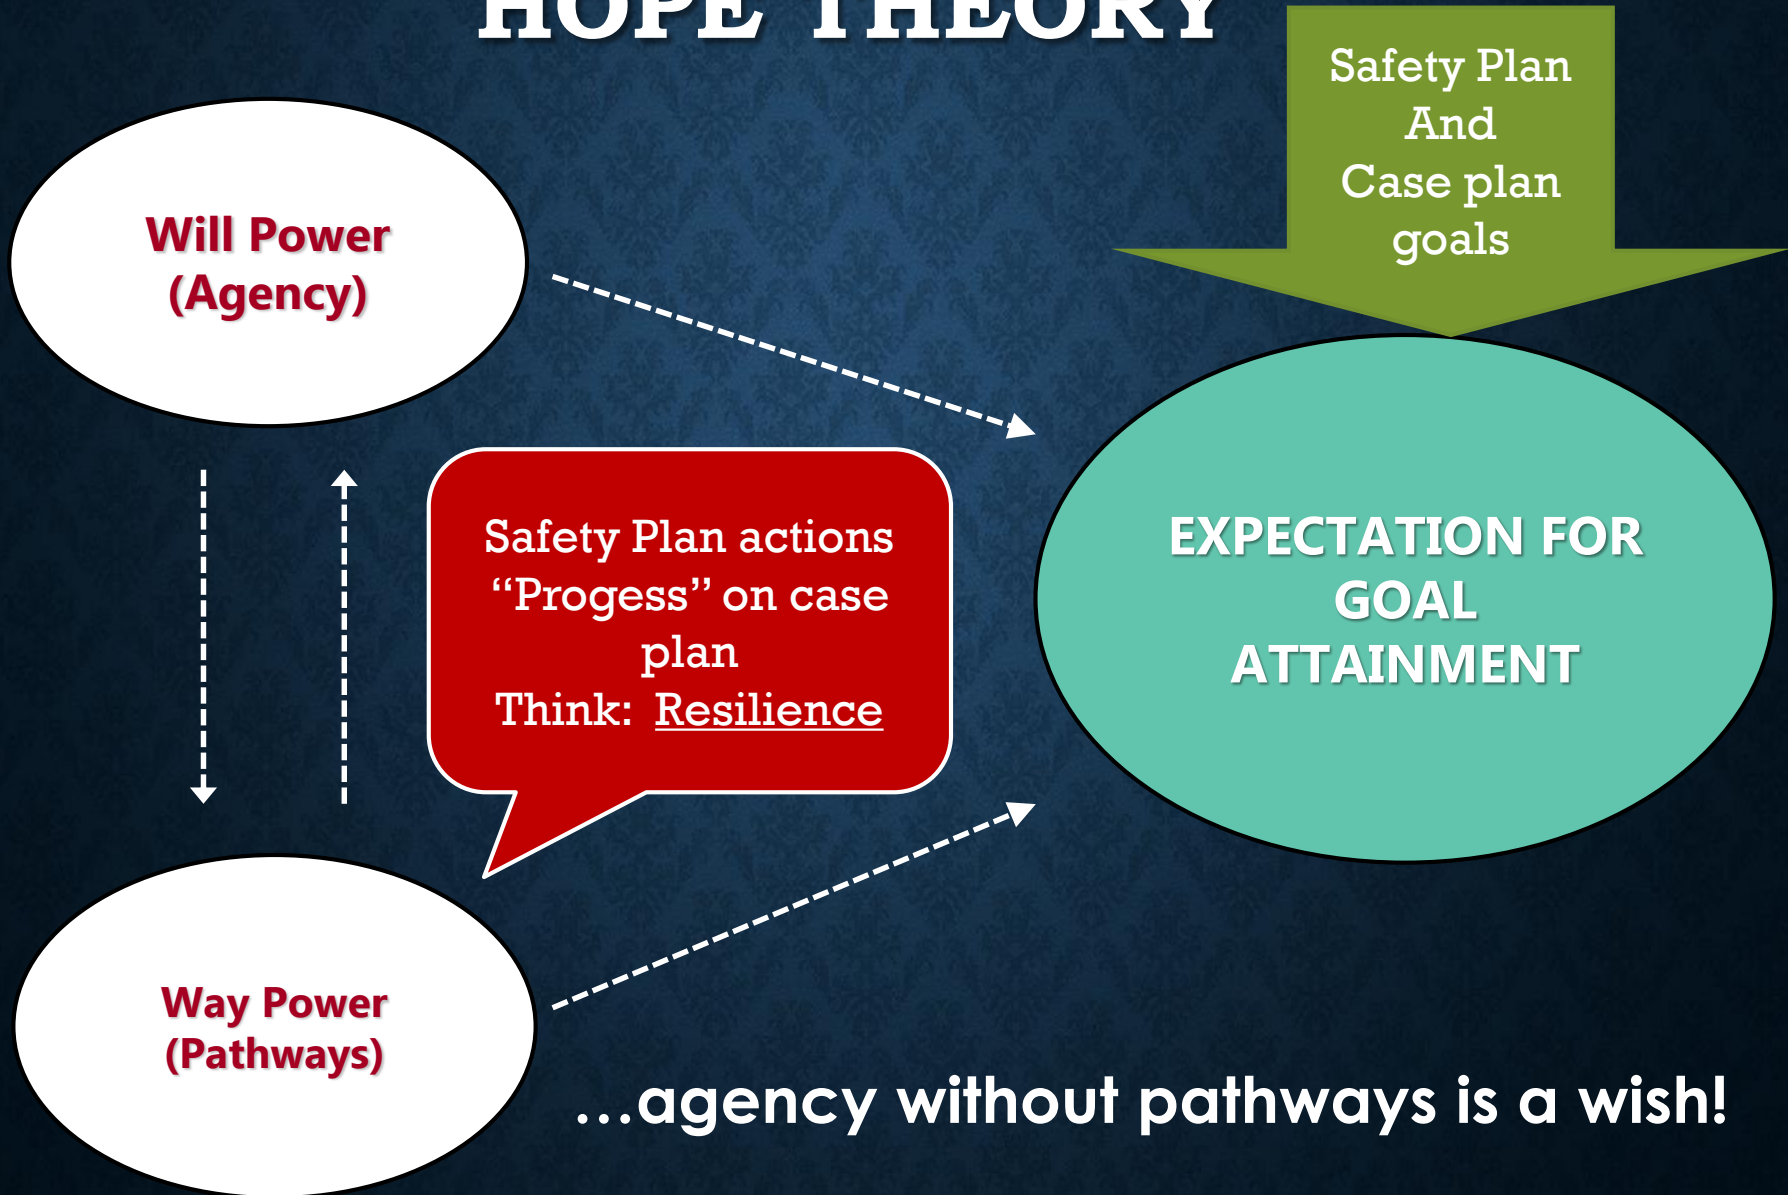 HOPE THEORY
Safety Plan
And
Case plan
goals
Will Power
(Agency)
Safety Plan actions
“Progess” on case
plan
Think: Resilience
EXPECTATION FOR
GOAL
ATTAINMENT
Way Power
(Pathways)
...agency without pathways is a wish!